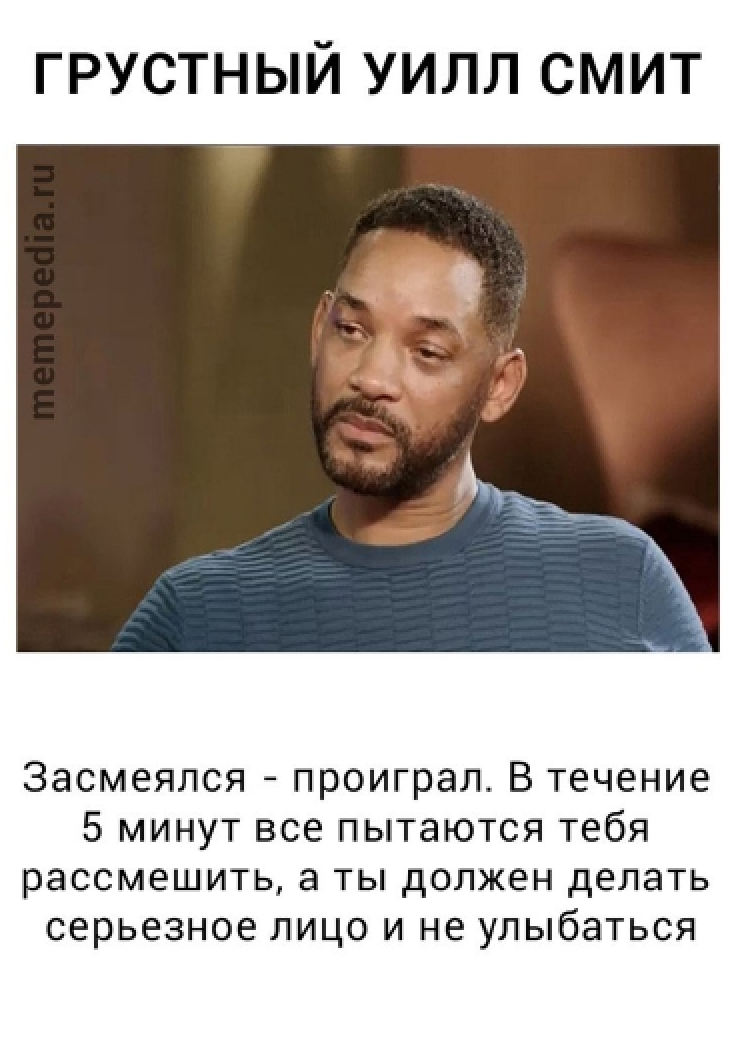 ГРУСТНЫЙ УИЛЛ СМИТ
memepedia.ru
Засмеялся - проиграл. В течение
5 минут все пытаются тебя
рассмешить, а ты должен делать
серьезное лицо и не улыбаться